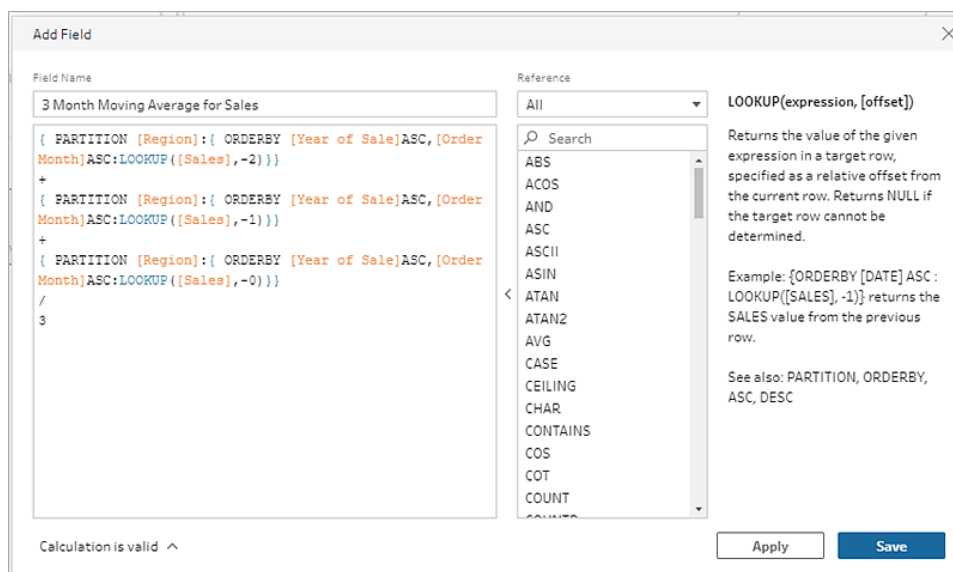 Add Field
Field Name
3 Month Moving Average for Sales
{ PARTITION [Region]:{ ORDERBY [Year of Sale]ASC,[Order
Month]ASC:LOOKUP([Sales],-2)}}
+
{ PARTITION [Region]:{ ORDERBY [Year of Sale]ASC,[Order
Month]ASC:LOOKUP([Sales],-1)}}
+
{ PARTITION [Region]:{ ORDERBY [Year of Sale]ASC,[Order
Month]ASC:LOOKUP([Sales],-0)}}
/
3
Reference
All
Search
ABS
ACOS
AND
ASC
ASCII
ASIN
ATAN
ATAN2
AVG
CASE
CEILING
CHAR
CONTAINS
COS
COT
COUNT
COUNTD
LOOKUP(expression, [offset])
Returns the value of the given
expression in a target row,
specified as a relative offset from
the current row. Returns NULL if
the target row cannot be
determined.
Example: {ORDERBY [DATE] ASC :
LOOKUP([SALES], -1)} returns the
SALES value from the previous
row.
See also: PARTITION, ORDERBY,
ASC, DESC
Calculation is valid
Apply
Save